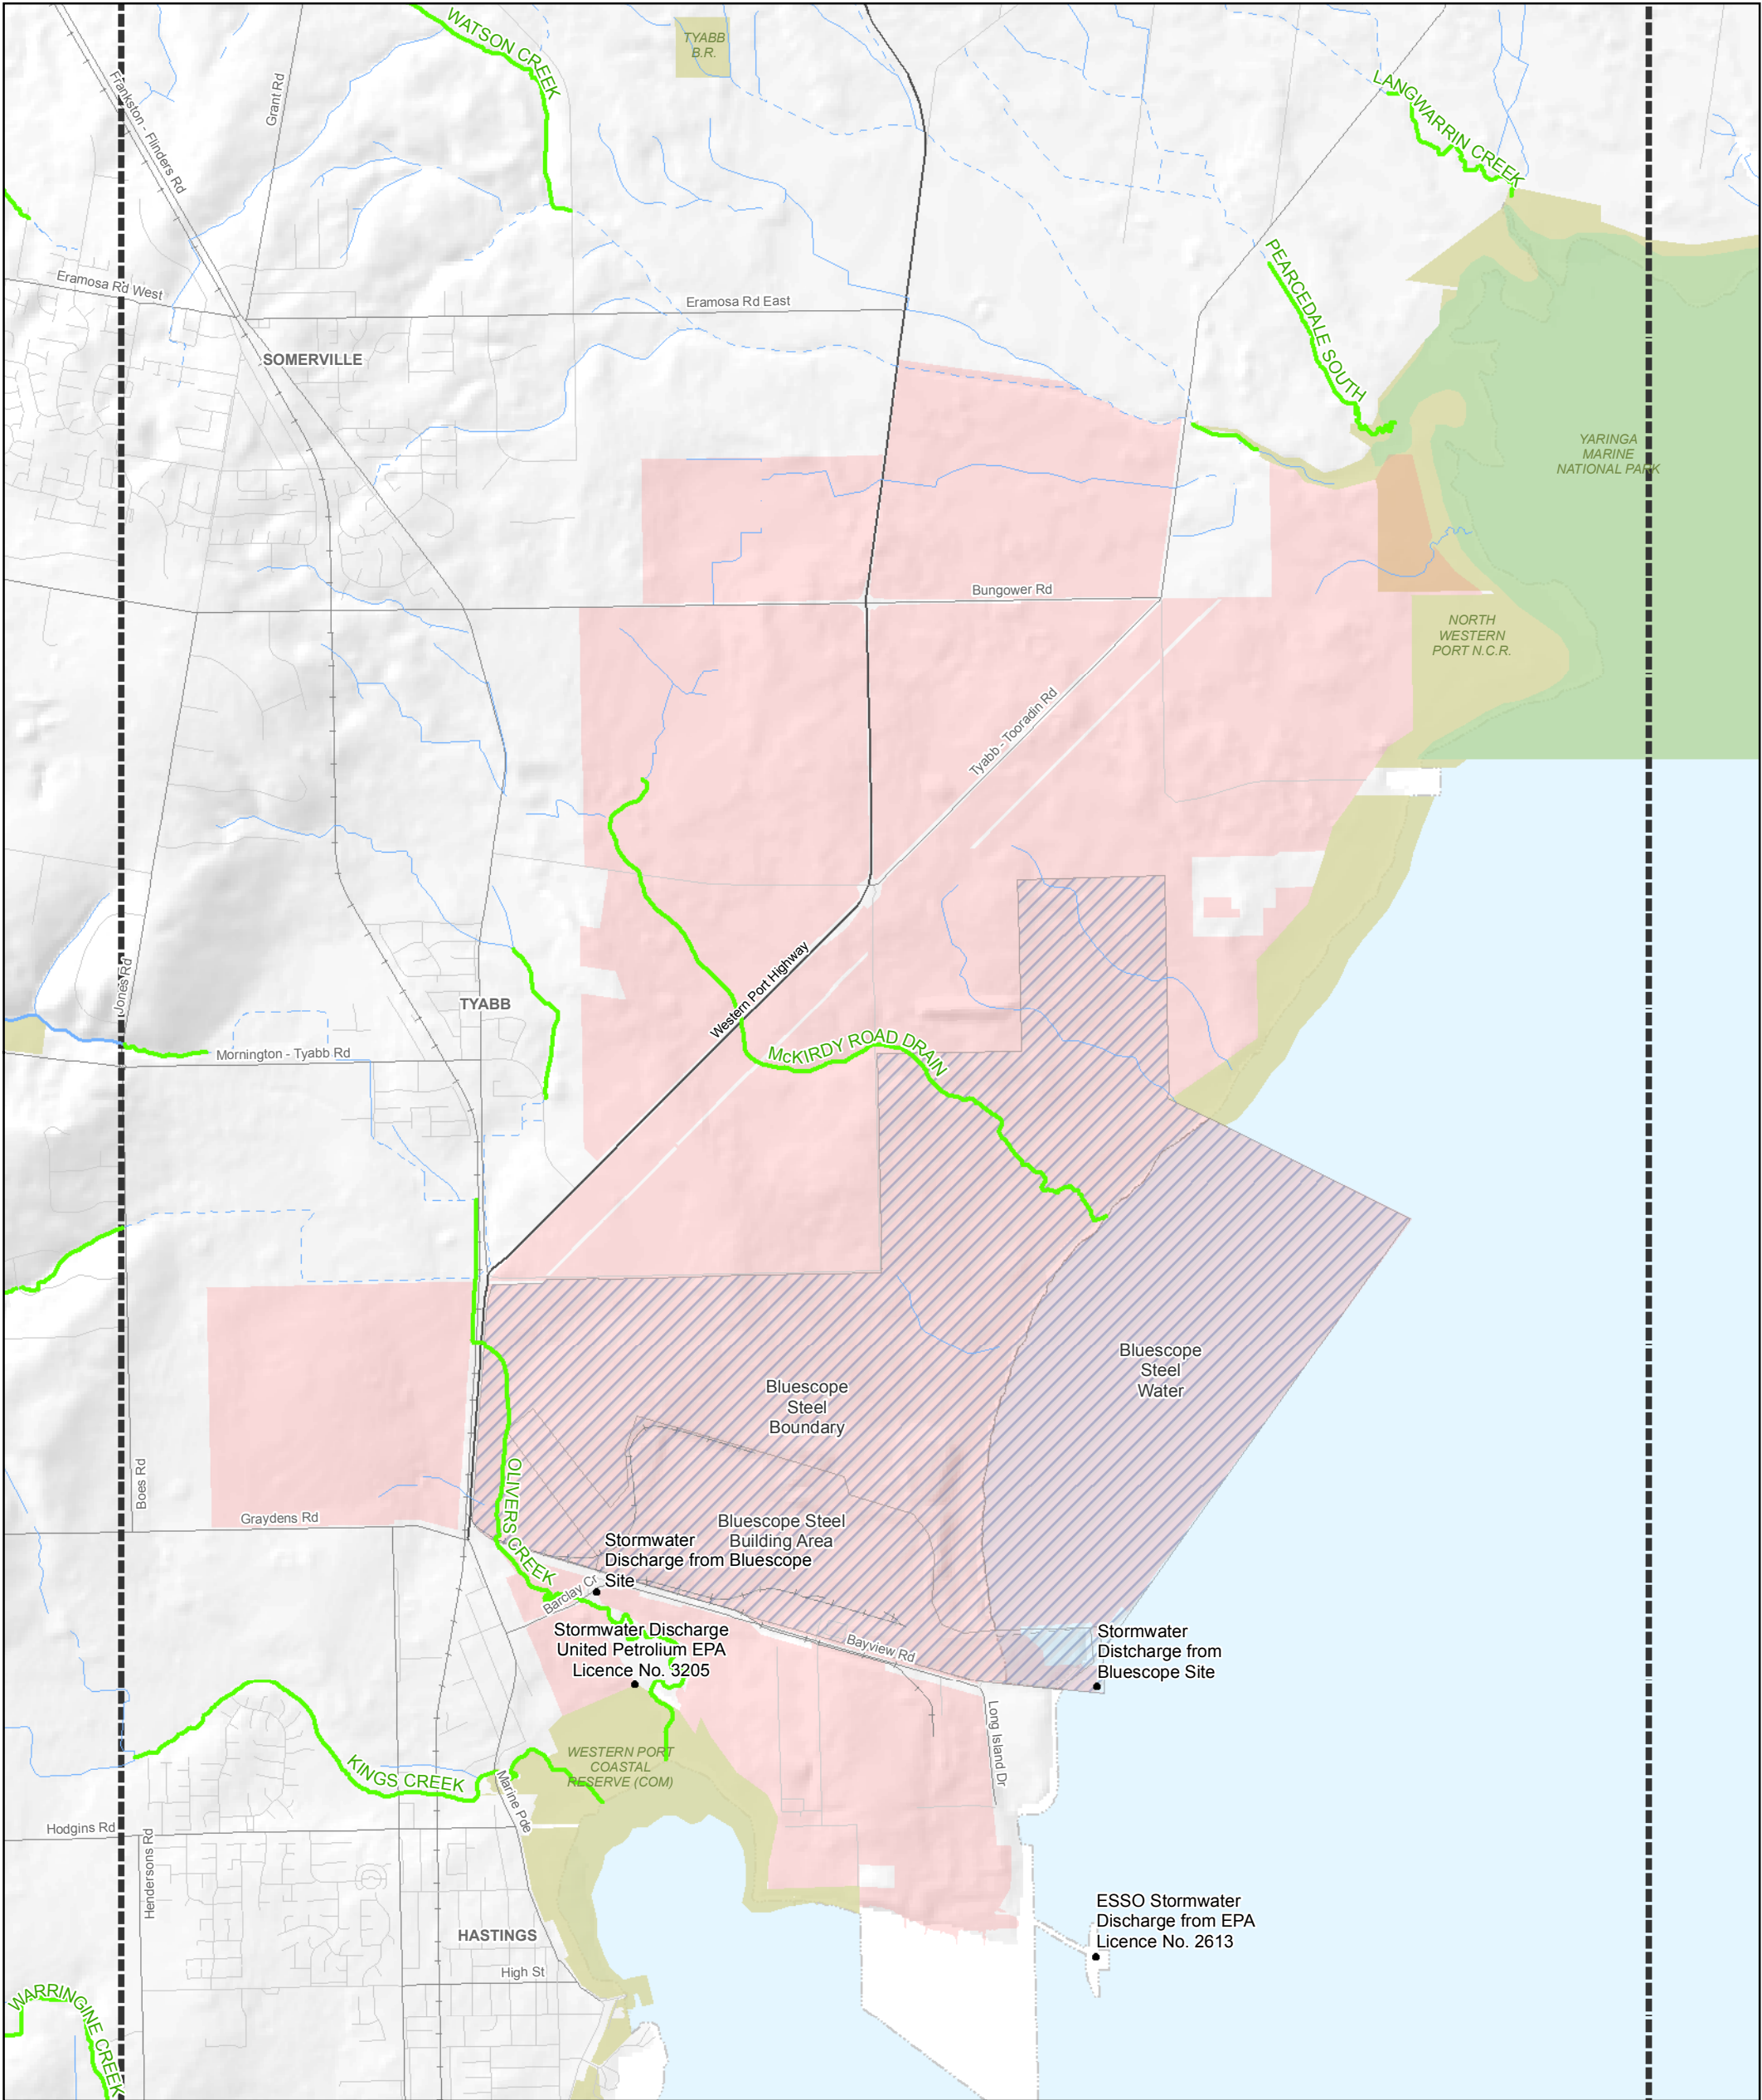 WATSON CREEK
TYABB
B.R.
Frankston - Flinders Rd
Grant Rd
LANGWARRIN CREEK
Eramosa Rd West
Eramosa Rd East
PEARCEDALE SOUTH
SOMERVILLE
YARINGA
MARINE
NATIONAL PARK
Bungower Rd
NORTH
WESTERN
PORT N.C.R.
Tyabb - Tooradin Rd
Western Port Highway
Jones Rd
TYABB
Mornington - Tyabb Rd
McKIRDY ROAD DRAIN
Bluescope
Steel
Water
Bluescope
Steel
Boundary
Boes Rd
OLIVERS CREEK
Graydens Rd
Bluescope Steel
Building Area
Stormwater
Discharge from Bluescope
Site
Barclay Cr
Stormwater Discharge
United Petrolium EPA
Licence No. 3205
Bayview Rd
Stormwater
Distcharge from
Bluescope Site
Long Island Dr
WESTERN PORT
COASTAL
RESERVE (COM)
KINGS CREEK
Marine Pde
Hodgins Rd
Hendersons Rd
ESSO Stormwater
Discharge from EPA
Licence No. 2613
HASTINGS
High St
WARRINGINE CREEK